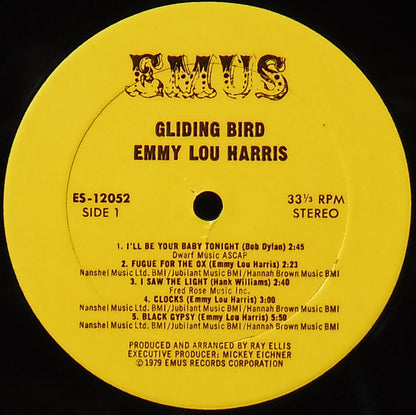 EMUS
GLIDING BIRD
EMMY LOU HARRIS
ES-12052 33⅓ RPM
SIDE 1 STEREO
1. I'LL BE YOUR BABY TONIGHT (Bob Dylan) 2:45
Dwarf Music ASCAP
2. FUGUE FOR THE OX (Emmy Lou Harris) 2:23
Nanshel Music Ltd. BMI/Jubilant Music BMI/Hannah Brown Music BMI
3. I SAW THE LIGHT (Hank Williams) 2:40
Fred Rose Music Inc.
4. CLOCKS (Emmy Lou Harris) 3:00
Nanshel Music Ltd. BMI/Jubilant Music BMI/Hannah Brown Music BMI
5. BLACK GYPSY (Emmy Lou Harris) 5:50
Nanshel Music Ltd. BMI/Jubilant Music BMI/Hannah Brown Music BMI
PRODUCED AND ARRANGED BY RAY ELLIS
EXECUTIVE PRODUCER: MICKEY EICHNER
©1979 EMUS RECORDS CORPORATION